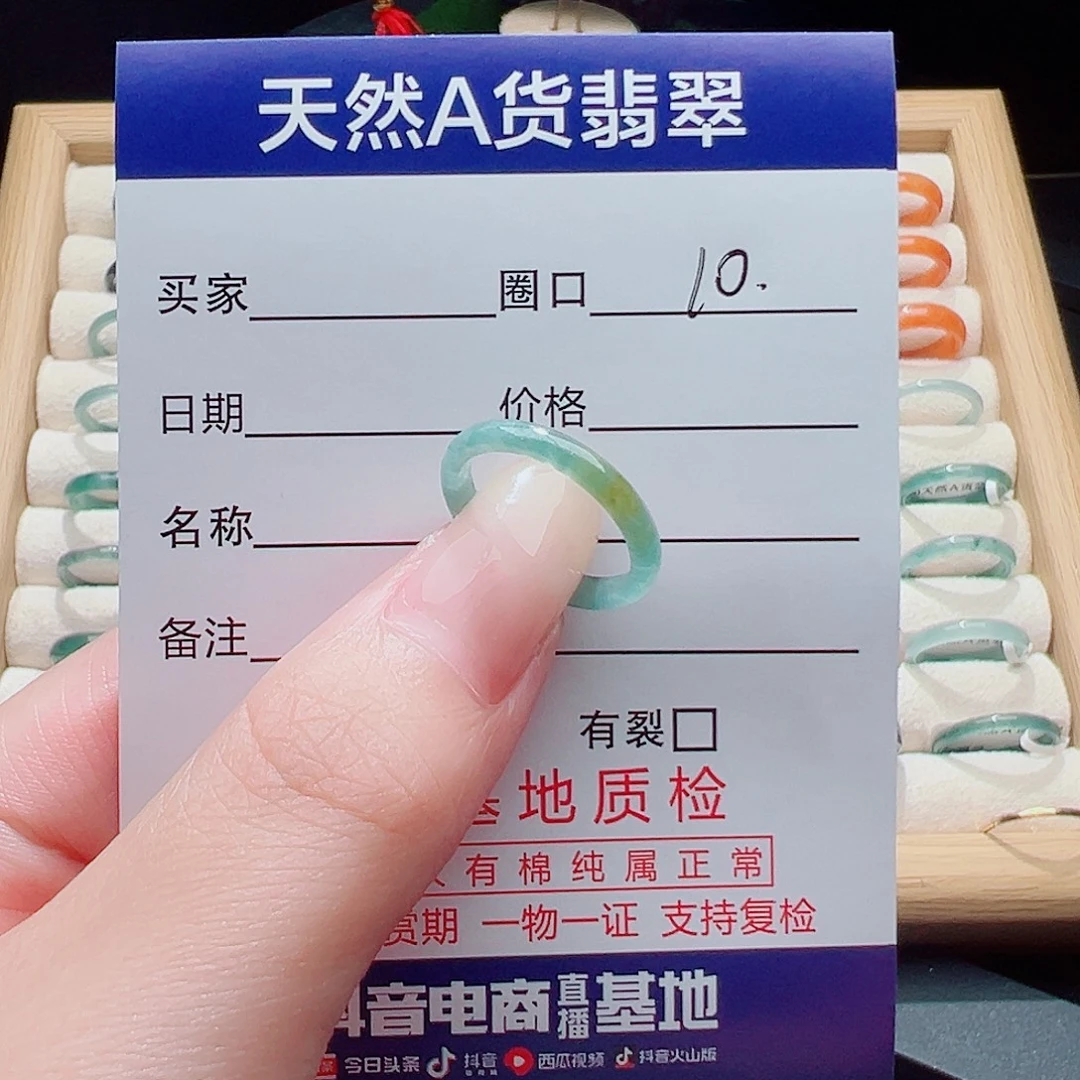 天然A货翡翠
买家 圈口 10.
日期 价格
名称
备注
有裂□
地质检
有棉纯属正常
赏期 一物一证 支持复检
音电商直播基地
今日头条 抖音 西瓜视频 抖音火山版